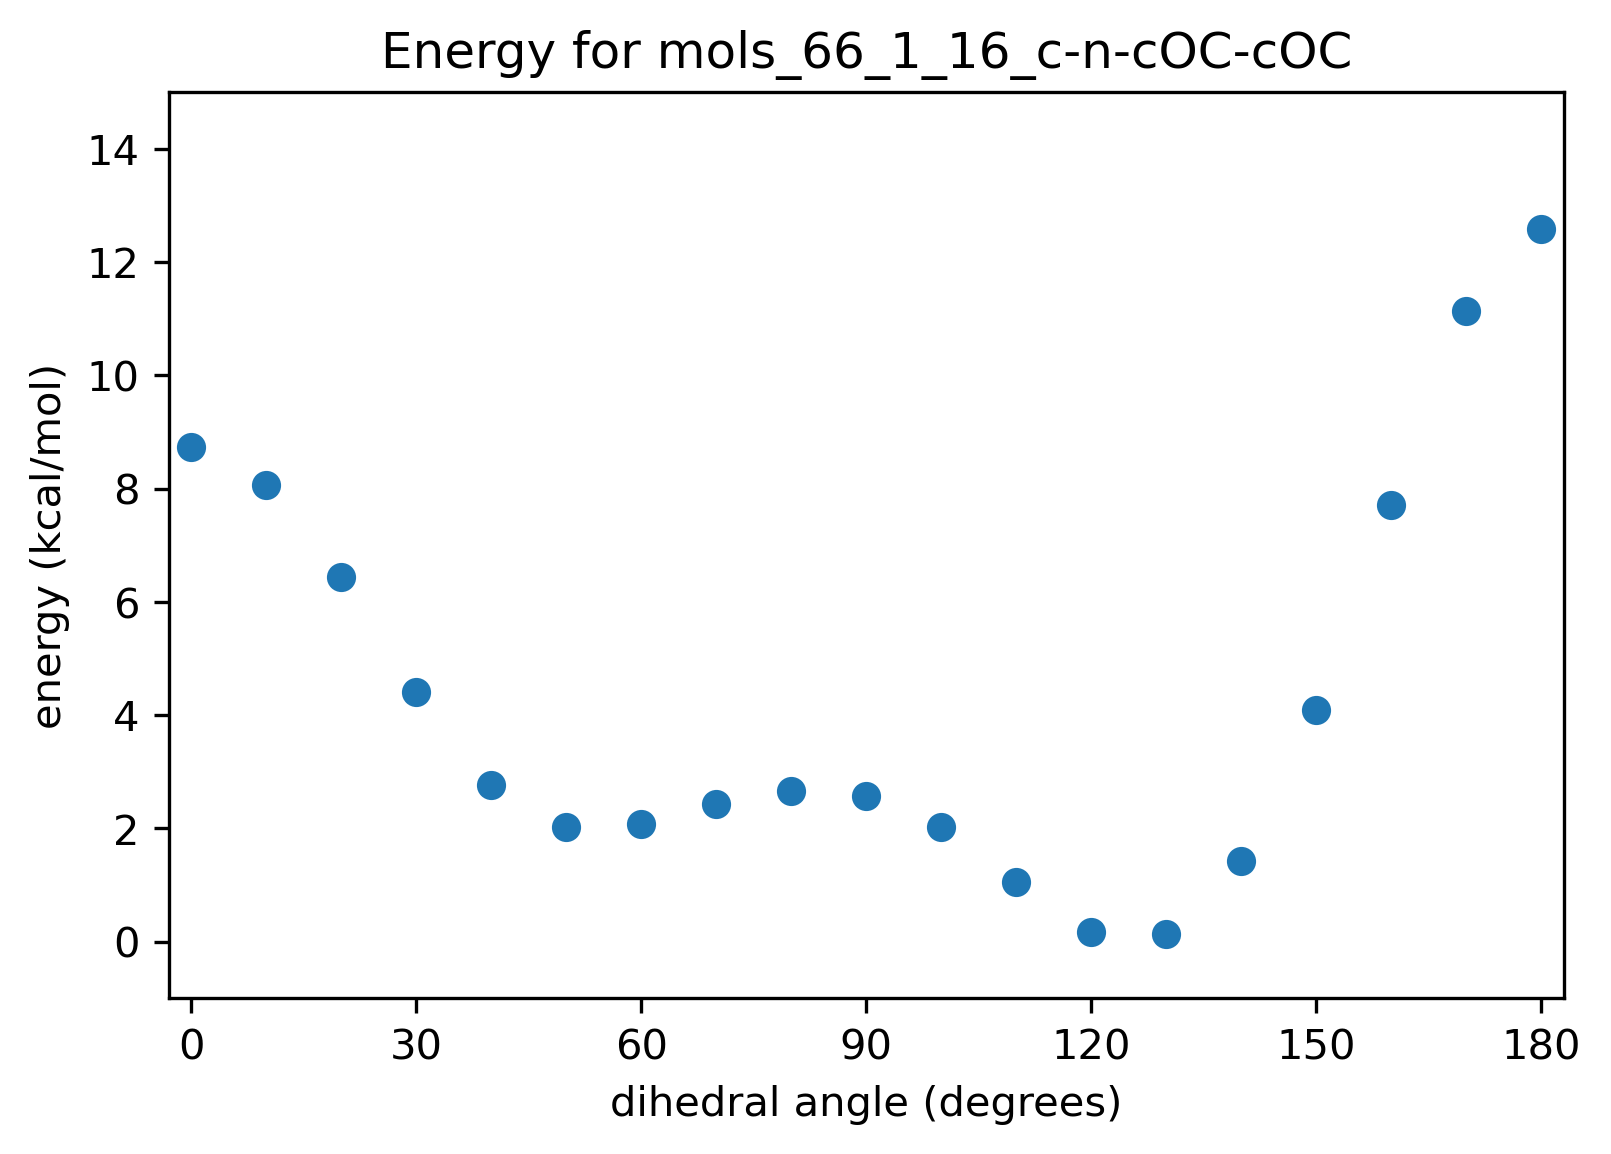 Energy for mols_66_1_16_c-n-cOC-cOC
14
12
10
8
6
4
2
0
energy (kcal/mol)
0 30 60 90 120 150 180
dihedral angle (degrees)